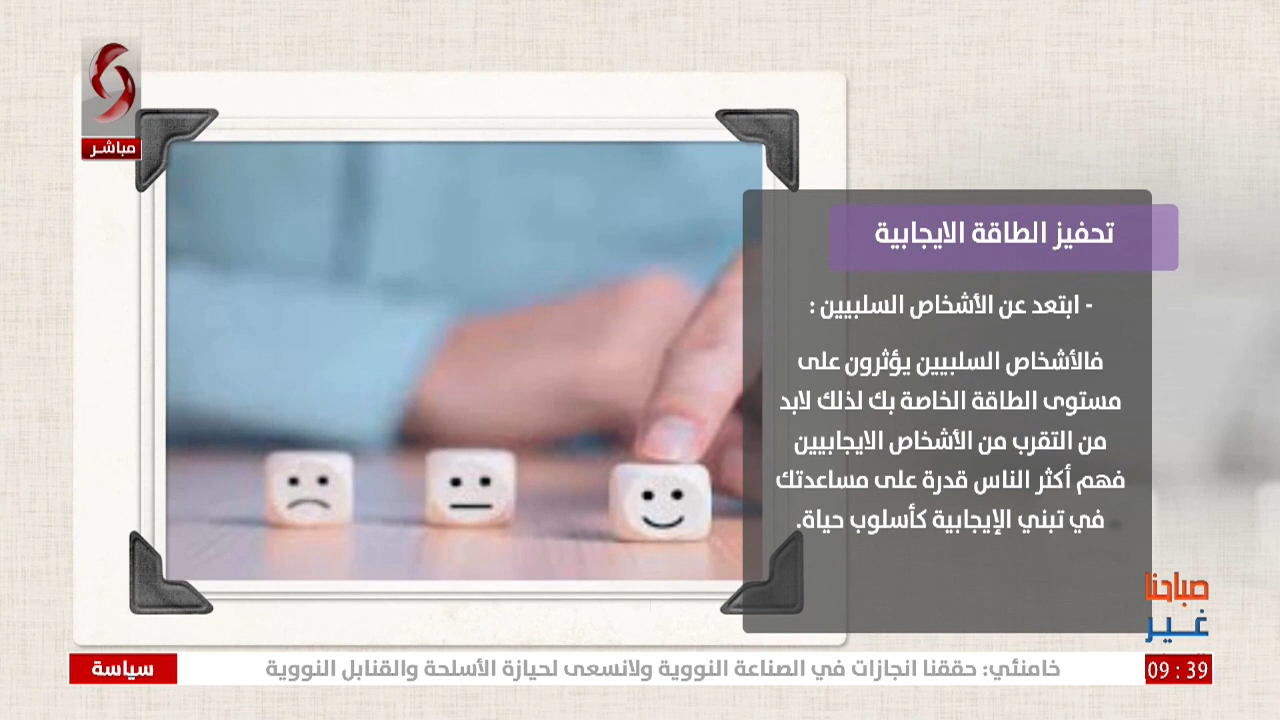 مباشر
تحفيز الطاقة الايجابية
- ابتعد عن الأشخاص السلبيين :
فالأشخاص السلبيين يؤثرون على
مستوى الطاقة الخاصة بك لذلك لابد
من التقرب من الأشخاص الايجابيين
فهم أكثر الناس قدرة على مساعدتك
في تبني الإيجابية كأسلوب حياة.
صباحنا
غير
سياسة
خامنئي: حققنا انجازات في الصناعة النووية ولانسعى لحيازة الأسلحة والقنابل النووية
09 : 39